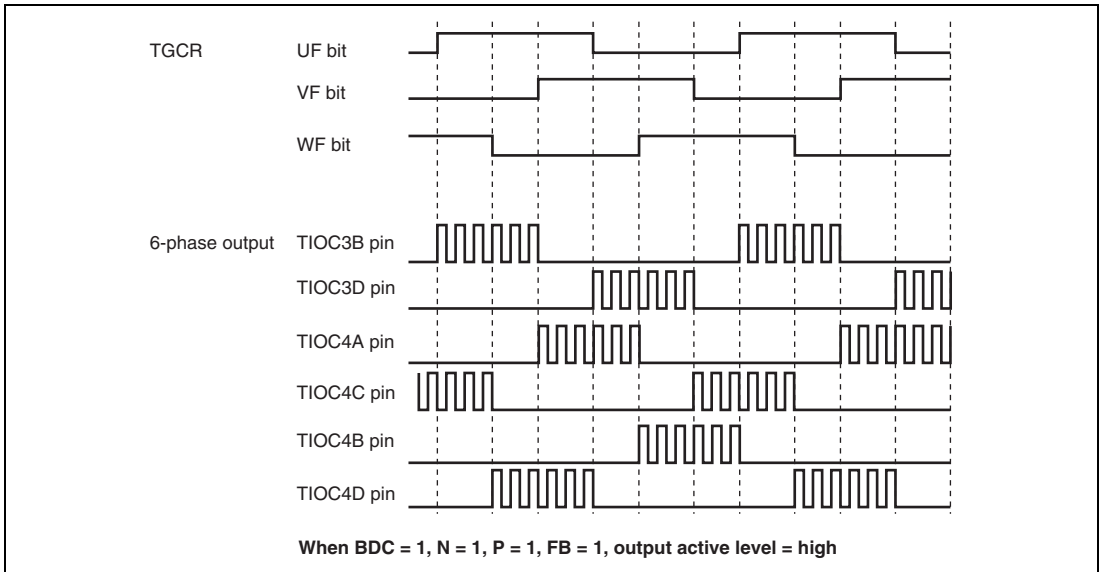 TGCR UF bit
VF bit
WF bit
6-phase output TIOC3B pin
TIOC3D pin
TIOC4A pin
TIOC4C pin
TIOC4B pin
TIOC4D pin
When BDC = 1, N = 1, P = 1, FB = 1, output active level = high